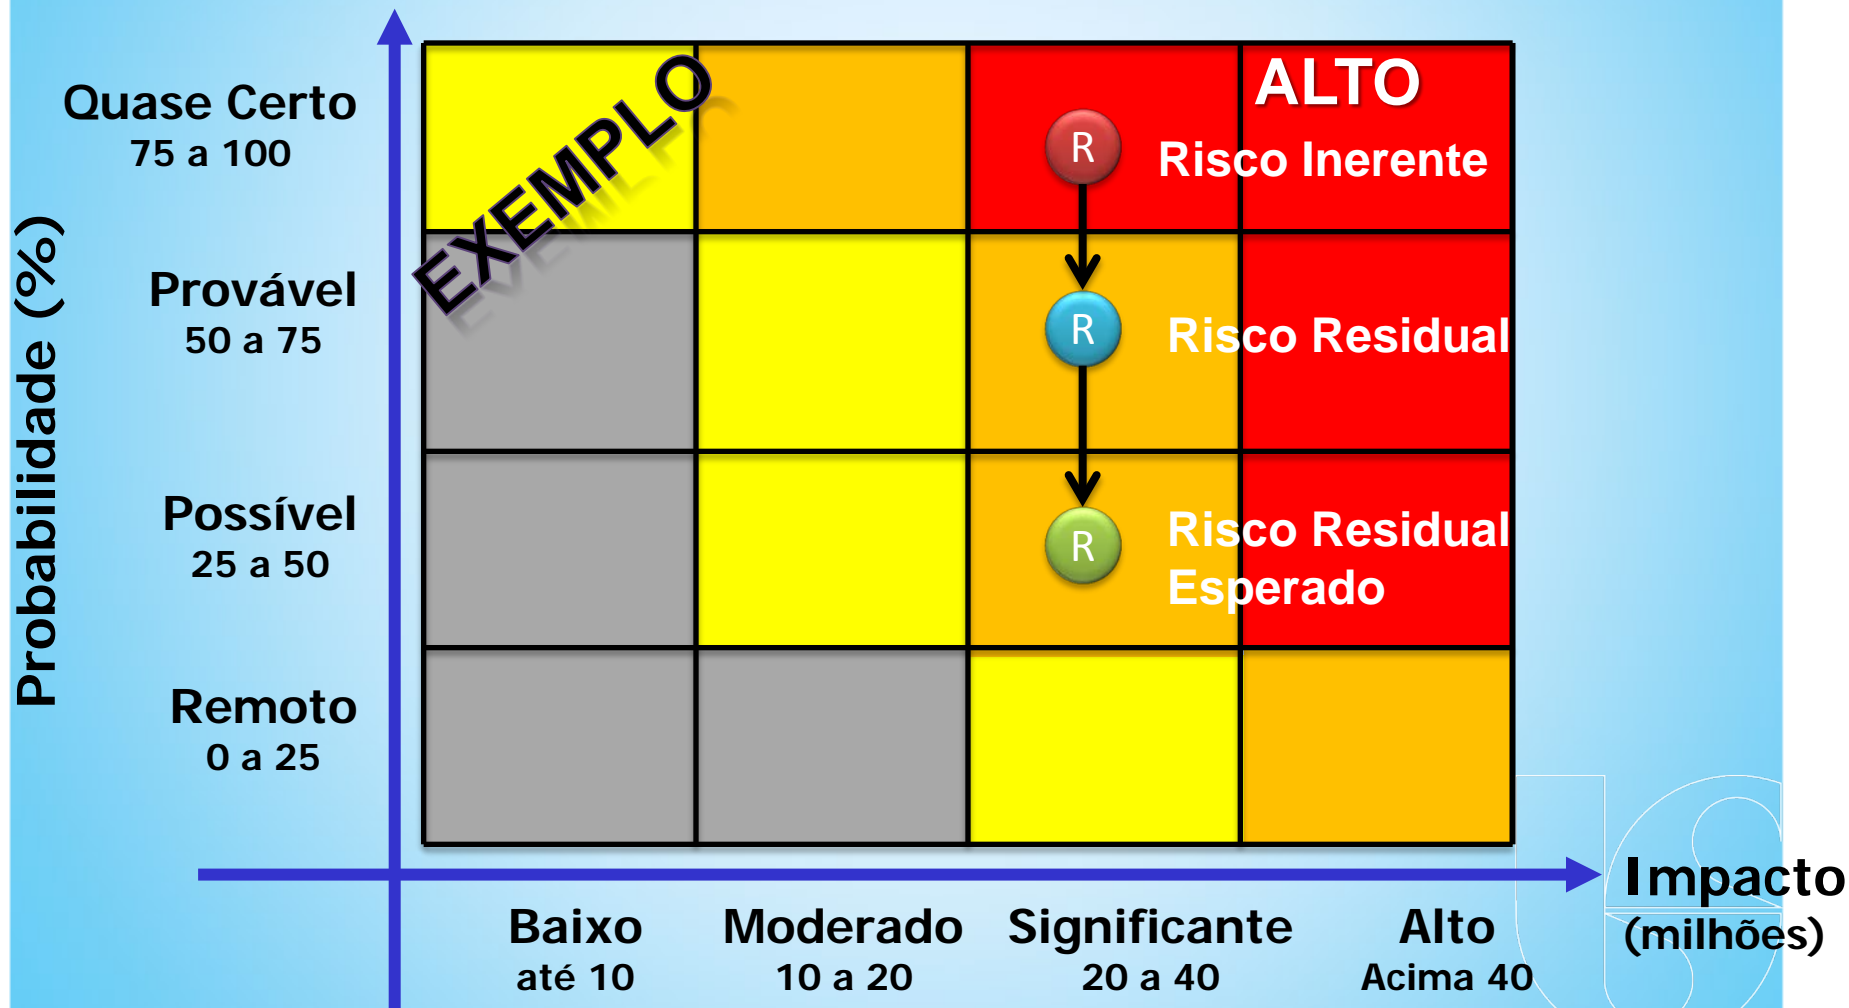 ALTO
EXEMPLO
Quase Certo
75 a 100
R
Risco Inerente
Provável
50 a 75
R
Risco Residual
Possível
25 a 50
R
Risco Residual
Esperado
Remoto
0 a 25
Probabilidade (%)
Impacto
(milhões)
Baixo
até 10
Moderado
10 a 20
Significante
20 a 40
Alto
Acima 40